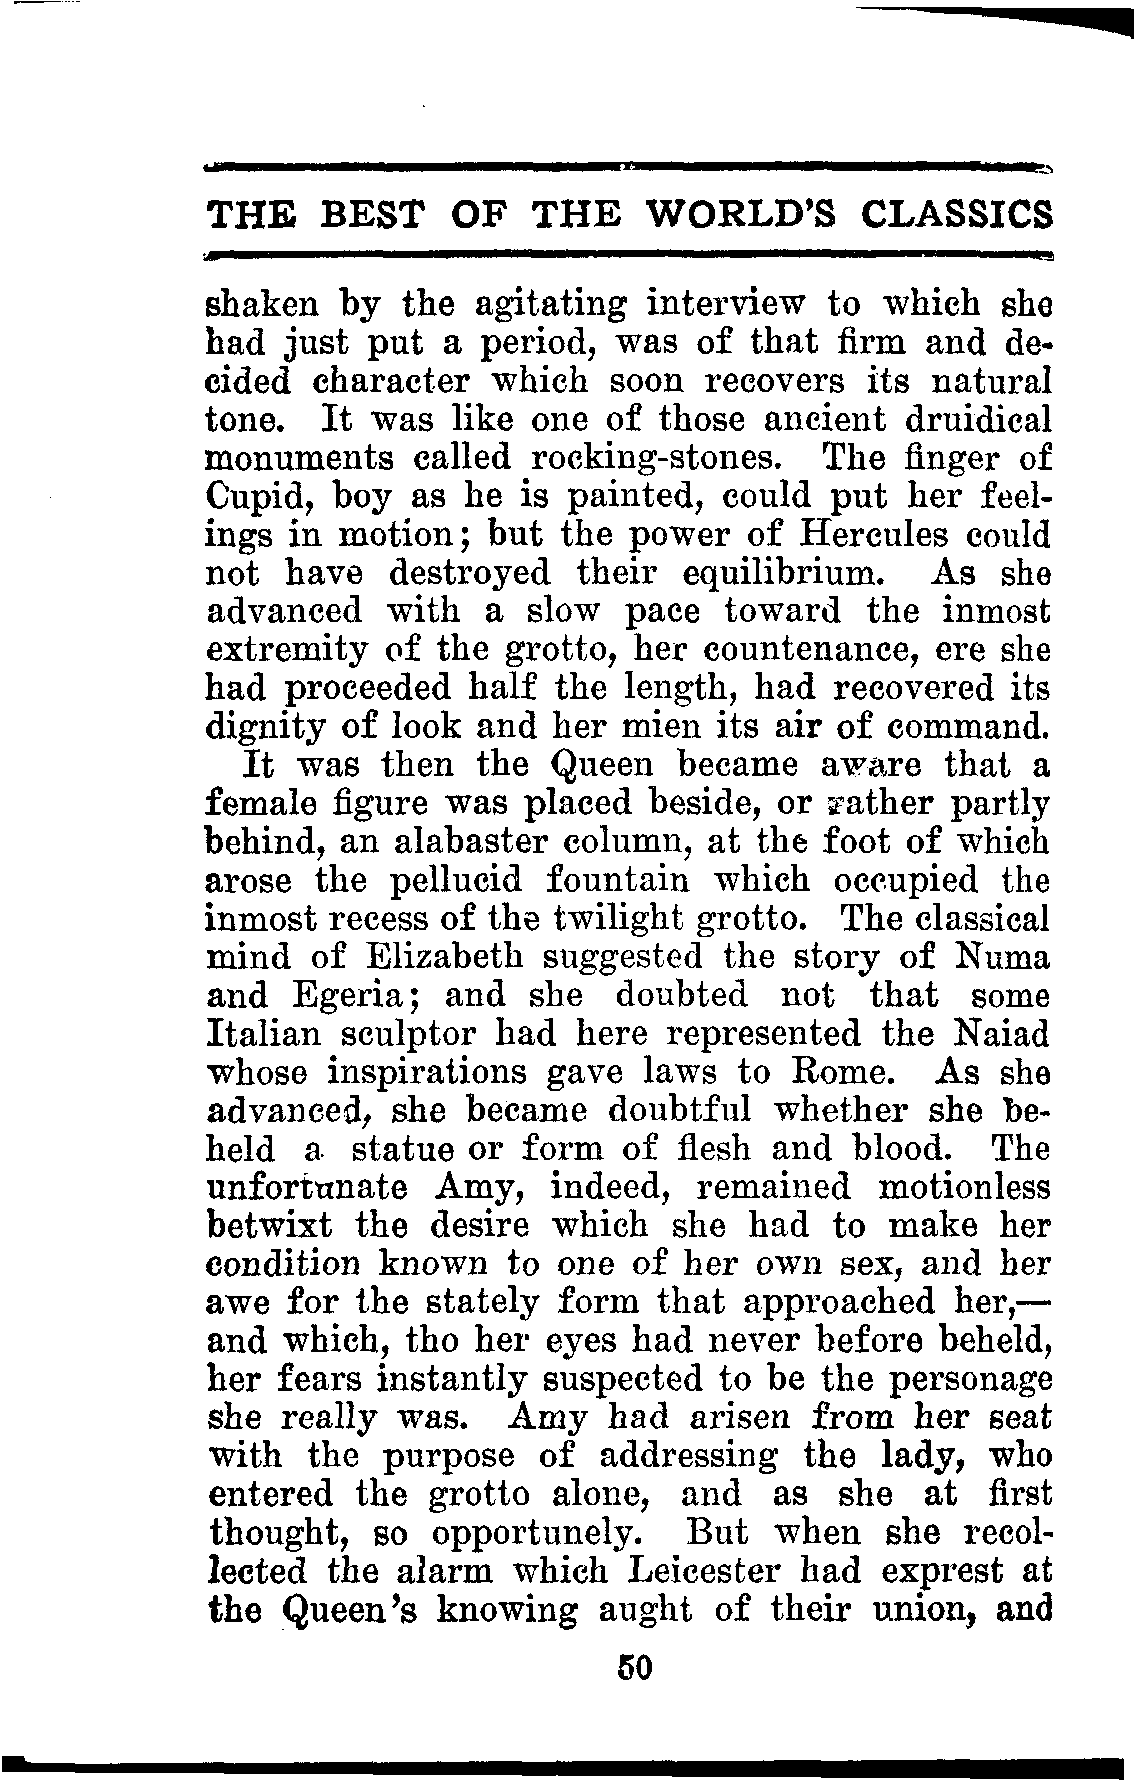 THE BEST OF THE WORLD'S CLASSICS
shaken by the agitating interview to which she
had just put a period, was of that firm and de-
cided character which soon recovers its natural
tone. It was like one of those ancient druidical
monuments called rocking-stones. The finger of
Cupid, boy as he is painted, could put her feel-
ings in motion; but the power of Hercules could
not have destroyed their equilibrium. As she
advanced with a slow pace toward the inmost
extremity of the grotto, her countenance, ere she
had proceeded half the length, had recovered its
dignity of look and her mien its air of command.
It was then the Queen became aware that a
female figure was placed beside, or rather partly
behind, an alabaster column, at the foot of which
arose the pellucid fountain which occupied the
inmost recess of the twilight grotto. The classical
mind of Elizabeth suggested the story of Numa
and Egeria; and she doubted not that some
Italian sculptor had here represented the Naiad
whose inspirations gave laws to Rome. As she
advanced, she became doubtful whether she be-
held a statue or form of flesh and blood. The
unfortunate Amy, indeed, remained motionless
betwixt the desire which she had to make her
condition known to one of her own sex, and her
awe for the stately form that approached her,—
and which, tho her eyes had never before beheld,
her fears instantly suspected to be the personage
she really was. Amy had arisen from her seat
with the purpose of addressing the lady, who
entered the grotto alone, and as she at first
thought, so opportunely. But when she recol-
lected the alarm which Leicester had exprest at
the Queen's knowing aught of their union, and
50